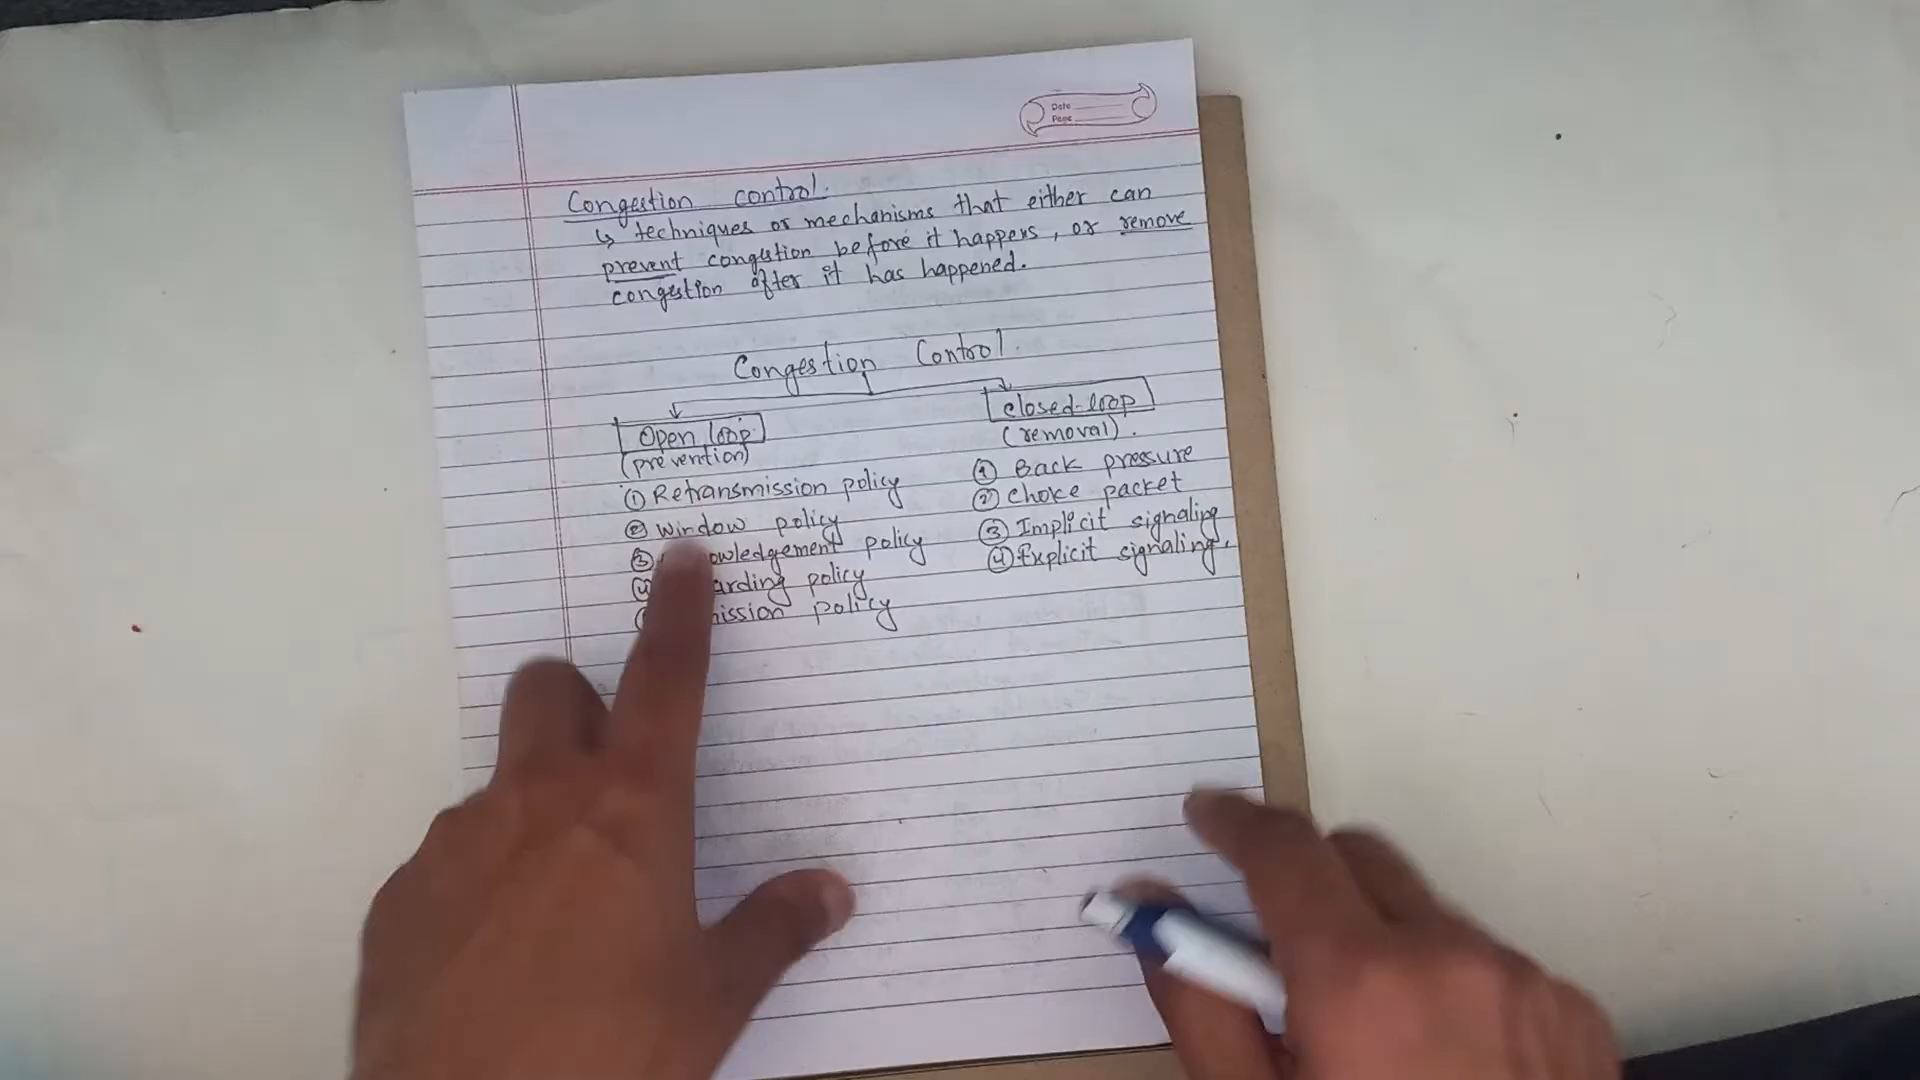 Date
Page
Congestion control.
↳ techniques or mechanisms that either can
prevent congestion before it happens, or remove
congestion after it has happened.
Congestion Control.
Open loop
(prevention)
① Retransmission policy
② Window policy
③ policy
④ policy
policy
closed-loop
(removal).
① Back pressure
② choke packet
③ Implicit signaling
④ Explicit signaling.